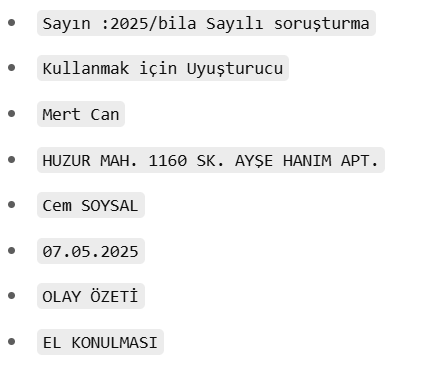 Sayın :2025/bila Sayılı soruşturma
Kullanmak için Uyuşturucu
Mert Can
HUZUR MAH. 1160 SK. AYŞE HANIM APT.
Cem SOYSAL
07.05.2025
OLAY ÖZETİ
EL KONULMASI